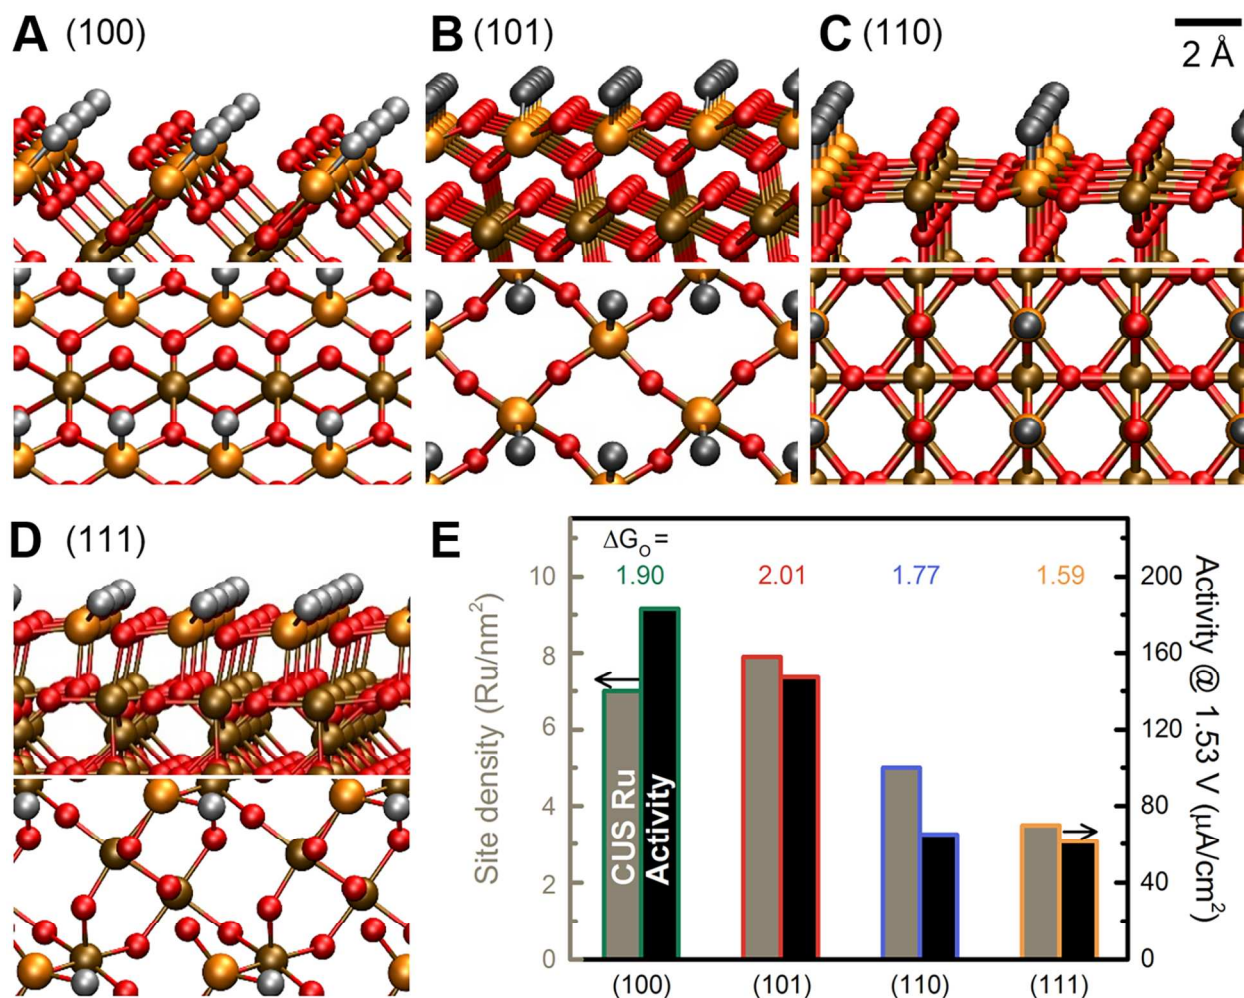 A (100)
B (101)
C (110)
2 Å
D (111)
E
ΔG_O =
1.90 2.01 1.77 1.59
Site density (Ru/nm²)
10
8
6
4
2
0
CUS Ru
Activity
200
160
120
80
40
0
Activity @ 1.53 V (μA/cm²)
(100) (101) (110) (111)